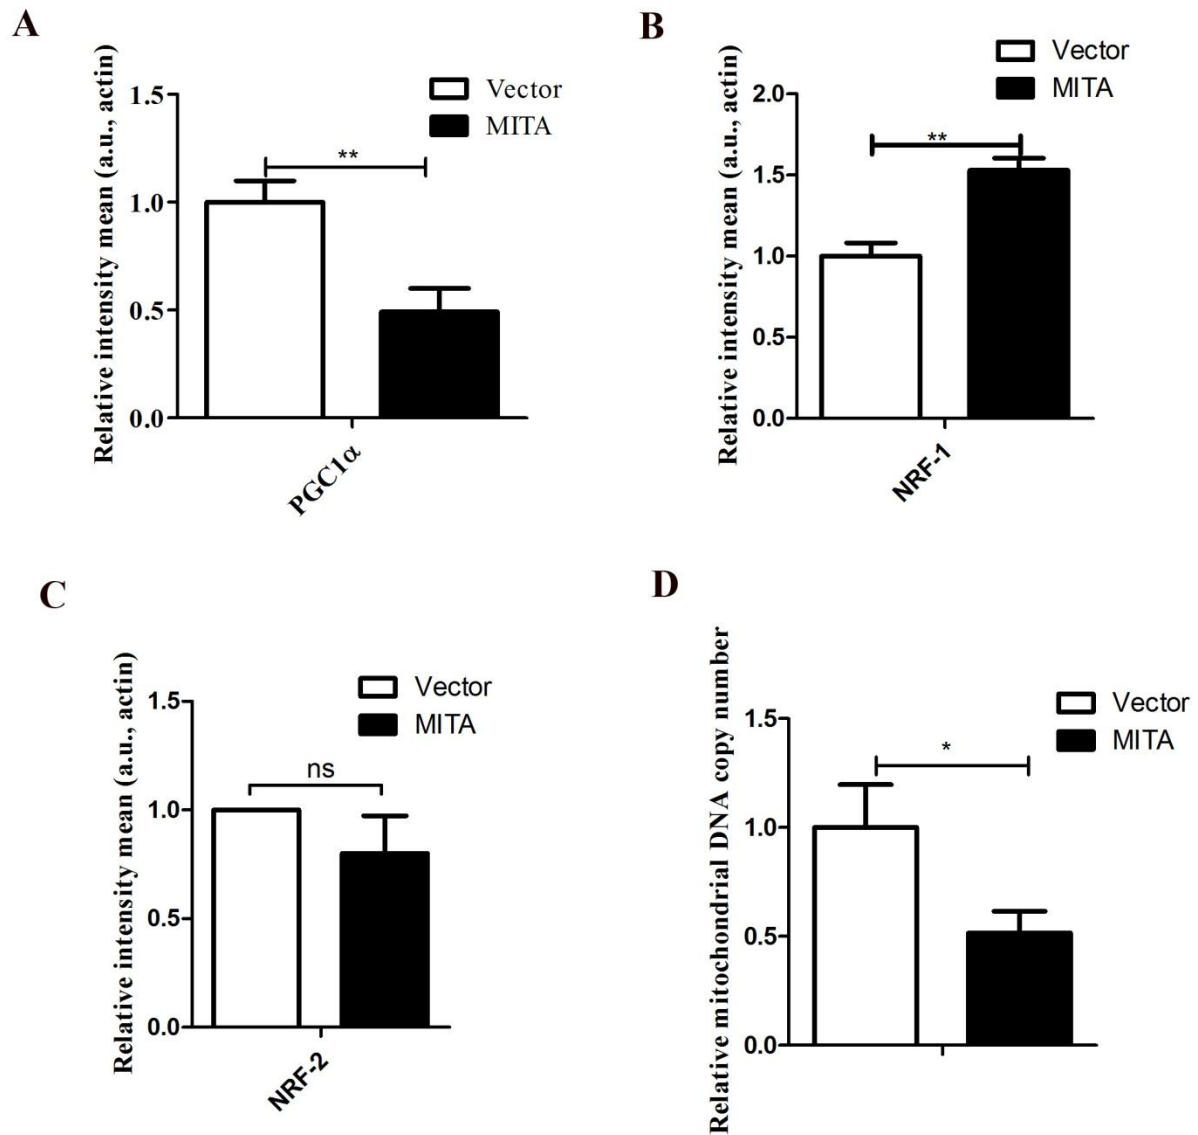 A
Relative intensity mean (a.u., actin)
1.5
1.0
0.5
0.0
Vector
MITA
**
PGC1α
B
Relative intensity mean (a.u., actin)
2.0
1.5
1.0
0.5
0.0
Vector
MITA
**
NRF-1
C
Relative intensity mean (a.u., actin)
1.5
1.0
0.5
0.0
Vector
MITA
ns
NRF-2
D
Relative mitochondrial DNA copy number
1.5
1.0
0.5
0.0
Vector
MITA
*